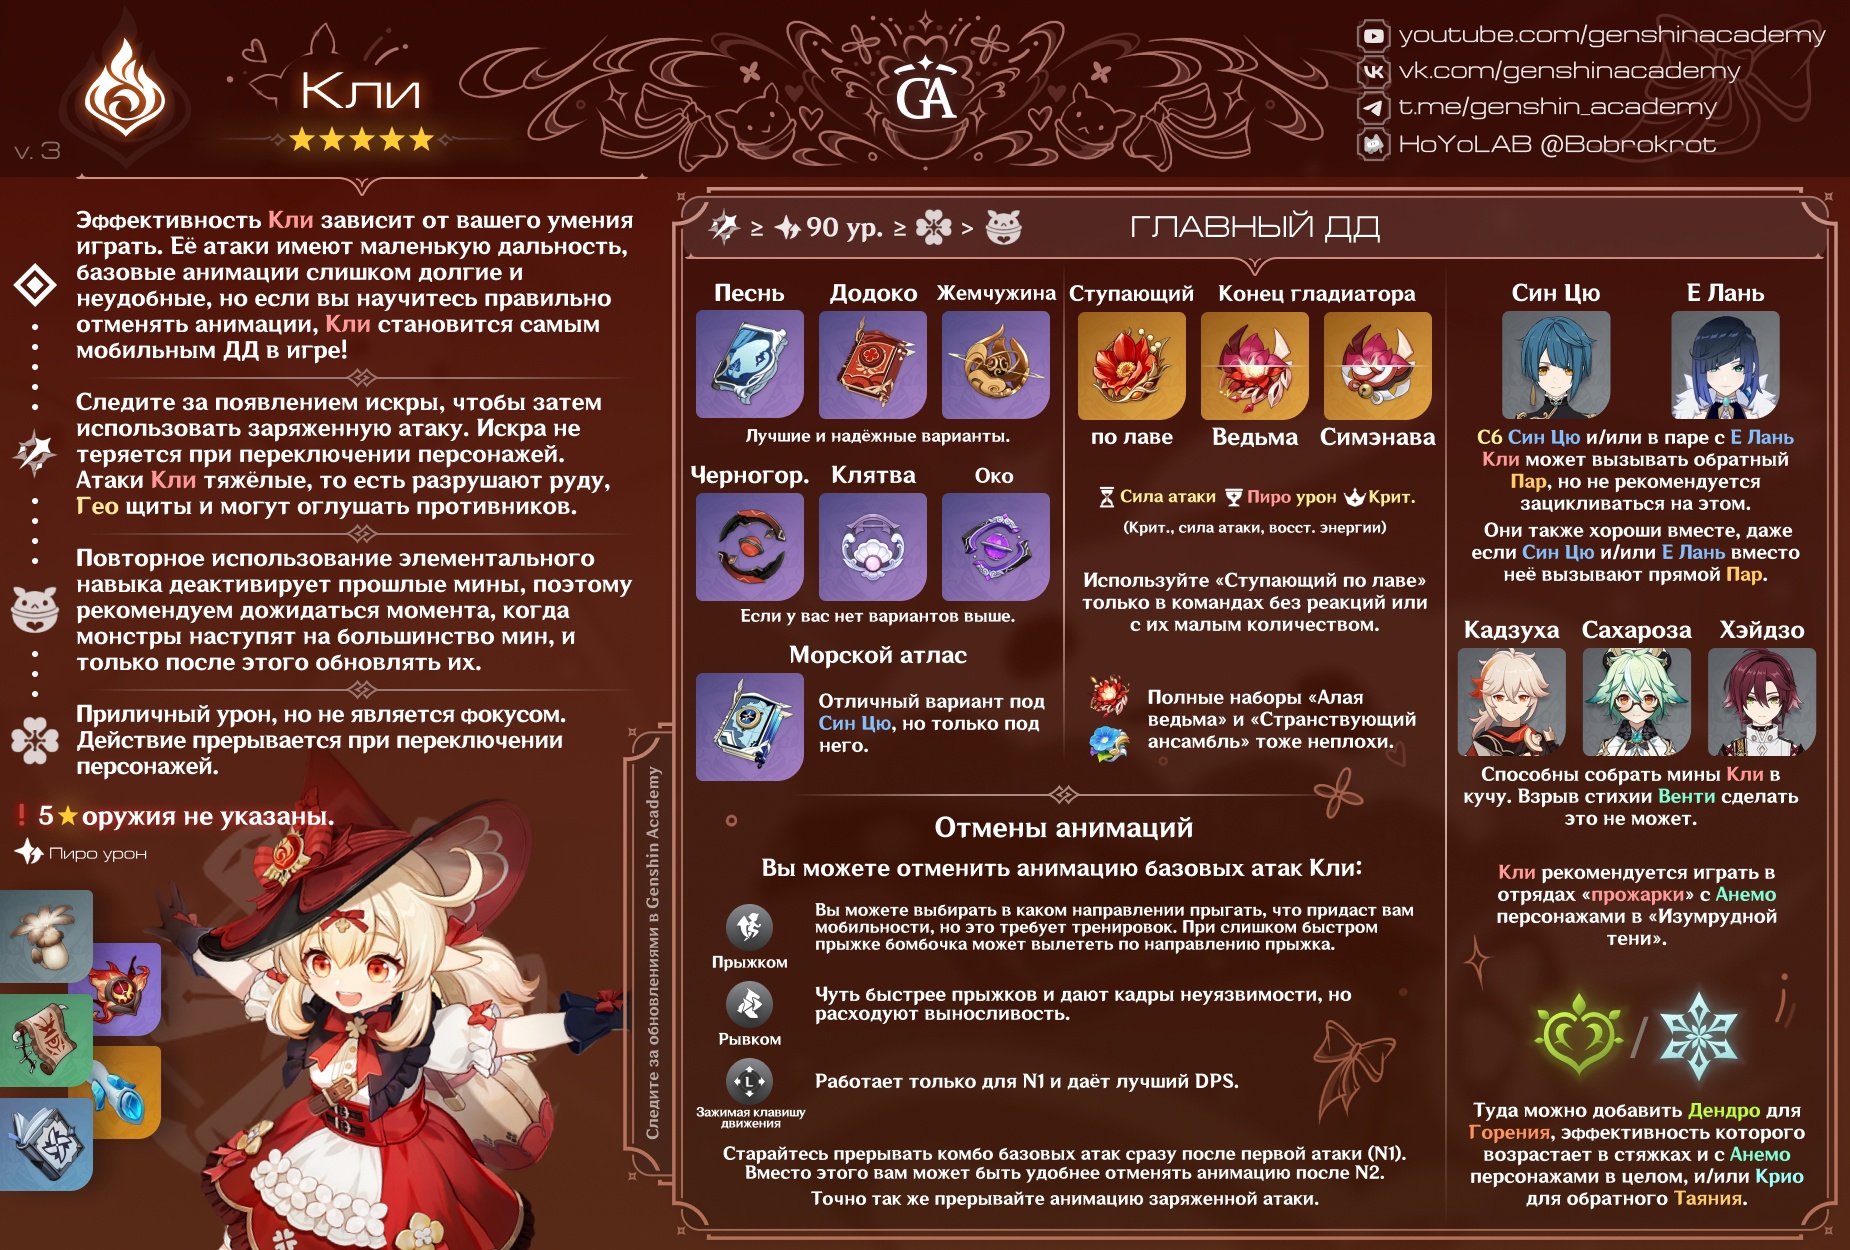 v. 3
Кли
GA
youtube.com/genshinacademy
vk.com/genshinacademy
t.me/genshin_academy
HoYoLAB @Bobrokrot
Эффективность Кли зависит от вашего умения
играть. Её атаки имеют маленькую дальность,
базовые анимации слишком долгие и
неудобные, но если вы научитесь правильно
отменять анимации, Кли становится самым
мобильным ДД в игре!
Следите за появлением искры, чтобы затем
использовать заряженную атаку. Искра не
теряется при переключении персонажей.
Атаки Кли тяжёлые, то есть разрушают руду,
Гео щиты и могут оглушать противников.
Повторное использование элементального
навыка деактивирует прошлые мины, поэтому
рекомендуем дожидаться момента, когда
монстры наступят на большинство мин, и
только после этого обновлять их.
Приличный урон, но не является фокусом.
Действие прерывается при переключении
персонажей.
! 5 оружия не указаны.
Пиро урон
Следите за обновлениями в Genshin Academy
≥ 90 ур. ≥ >
ГЛАВНЫЙ ДД
Песнь Додоко Жемчужина
Лучшие и надёжные варианты.
Черногор. Клятва Око
Если у вас нет вариантов выше.
Морской атлас
Отличный вариант под
Син Цю, но только под
него.
Ступающий Конец гладиатора
по лаве Ведьма Симэнава
Сила атаки Пиро урон Крит.
(Крит., сила атаки, восст. энергии)
Используйте «Ступающий по лаве»
только в командах без реакций или
с их малым количеством.
Полные наборы «Алая
ведьма» и «Странствующий
ансамбль» тоже неплохи.
Отмены анимаций
Вы можете отменить анимацию базовых атак Кли:
Прыжком
Вы можете выбирать в каком направлении прыгать, что придаст вам
мобильности, но это требует тренировок. При слишком быстром
прыжке бомбочка может вылететь по направлению прыжка.
Рывком
Чуть быстрее прыжков и дают кадры неуязвимости, но
расходуют выносливость.
L
Зажимая клавишу
движения
Работает только для N1 и даёт лучший DPS.
Старайтесь прерывать комбо базовых атак сразу после первой атаки (N1).
Вместо этого вам может быть удобнее отменять анимацию после N2.
Точно так же прерывайте анимацию заряженной атаки.
Син Цю Е Лань
С6 Син Цю и/или в паре с Е Лань
Кли может вызывать обратный
Пар, но не рекомендуется
зацикливаться на этом.
Они также хороши вместе, даже
если Син Цю и/или Е Лань вместо
неё вызывают прямой Пар.
Кадзуха Сахароза Хэйдзо
Способны собрать мины Кли в
кучу. Взрыв стихии Венти сделать
это не может.
Кли рекомендуется играть в
отрядах «прожарки» с Анемо
персонажами в «Изумрудной
тени».
/
Туда можно добавить Дендро для
Горения, эффективность которого
возрастает в стяжках и с Анемо
персонажами в целом, и/или Крио
для обратного Таяния.